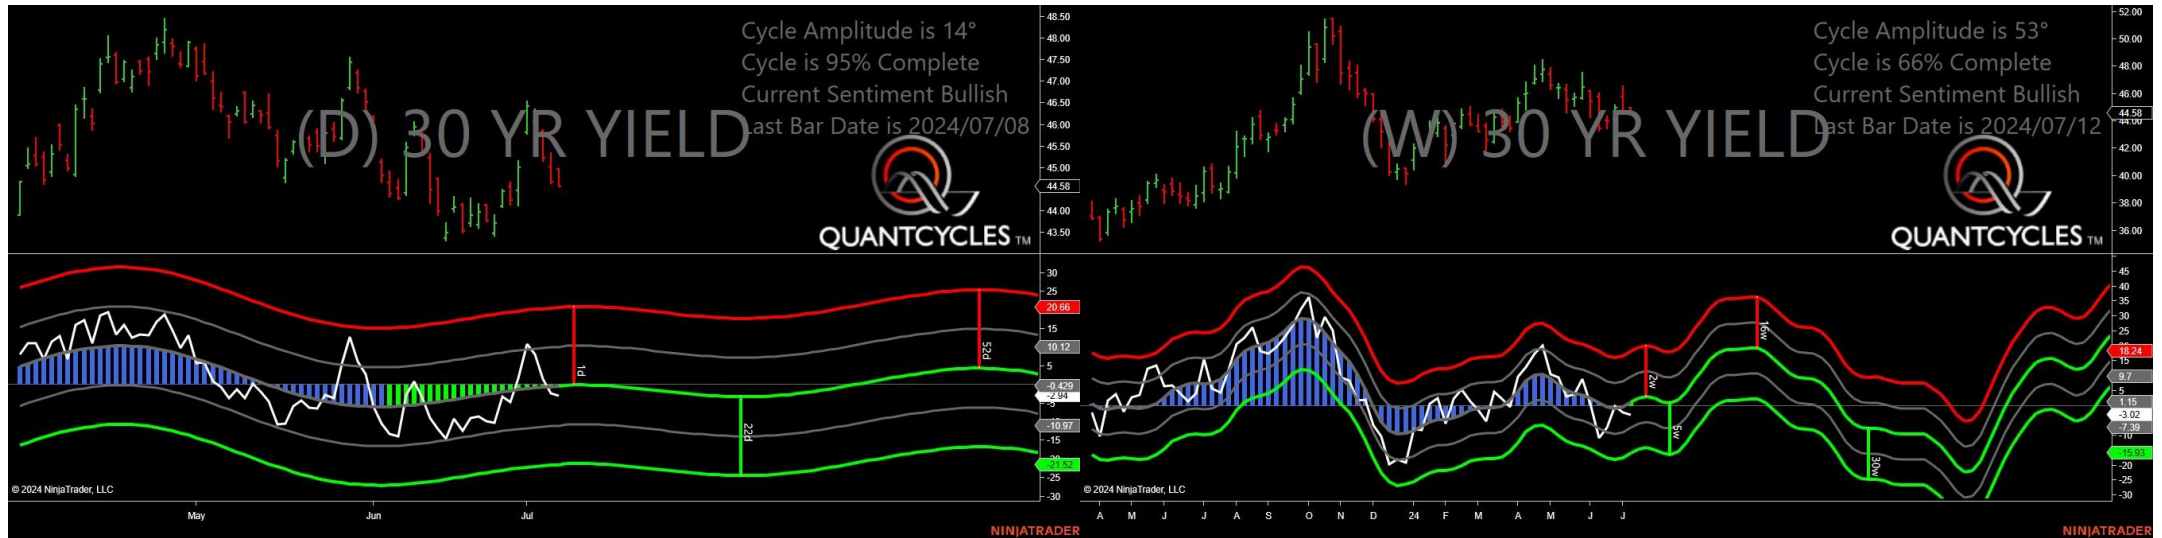 Cycle Amplitude is 14°
Cycle is 95% Complete
Current Sentiment Bullish
Last Bar Date is 2024/07/08
(D) 30 YR YIELD
QUANTCYCLES TM
48.50
48.00
47.50
47.00
46.50
46.00
45.50
45.00
44.58
44.00
43.50
30
25
20.66
15
10.12
5
-0.429
-2.94
-5
-10.97
-15
-21.52
-25
-30
1d
22d
52d
© 2024 NinjaTrader, LLC
May
Jun
Jul
NINJATRADER
Cycle Amplitude is 53°
Cycle is 66% Complete
Current Sentiment Bullish
Last Bar Date is 2024/07/12
(W) 30 YR YIELD
QUANTCYCLES TM
52.00
50.00
48.00
46.00
44.58
44.00
42.00
40.00
38.00
36.00
45
40
35
30
25
20
18.24
15
9.7
5
1.15
-3.02
-7.39
-10
-15.93
-20
-25
-30
2w
5w
16w
30w
© 2024 NinjaTrader, LLC
A M J J A S O N D 24 F M A M J J
NINJATRADER